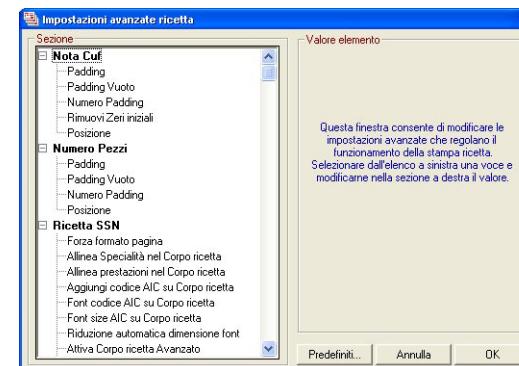 Impostazioni avanzate ricetta
Sezione
Nota Cuf
Padding
Padding Vuoto
Numero Padding
Rimuovi Zeri iniziali
Posizione
Numero Pezzi
Padding
Padding Vuoto
Numero Padding
Posizione
Ricetta SSN
Forza formato pagina
Allinea Specialità nel Corpo ricetta
Allinea prestazioni nel Corpo ricetta
Aggiungi codice AIC su Corpo ricetta
Font codice AIC su Corpo ricetta
Font size AIC su Corpo ricetta
Riduzione automatica dimensione font
Attiva Corpo ricetta Avanzato
Valore elemento
Questa finestra consente di modificare le
impostazioni avanzate che regolano il
funzionamento della stampa ricetta.
Selezionare dall'elenco a sinistra una voce e
modificarne nella sezione a destra il valore.
Predefiniti...
Annulla
OK